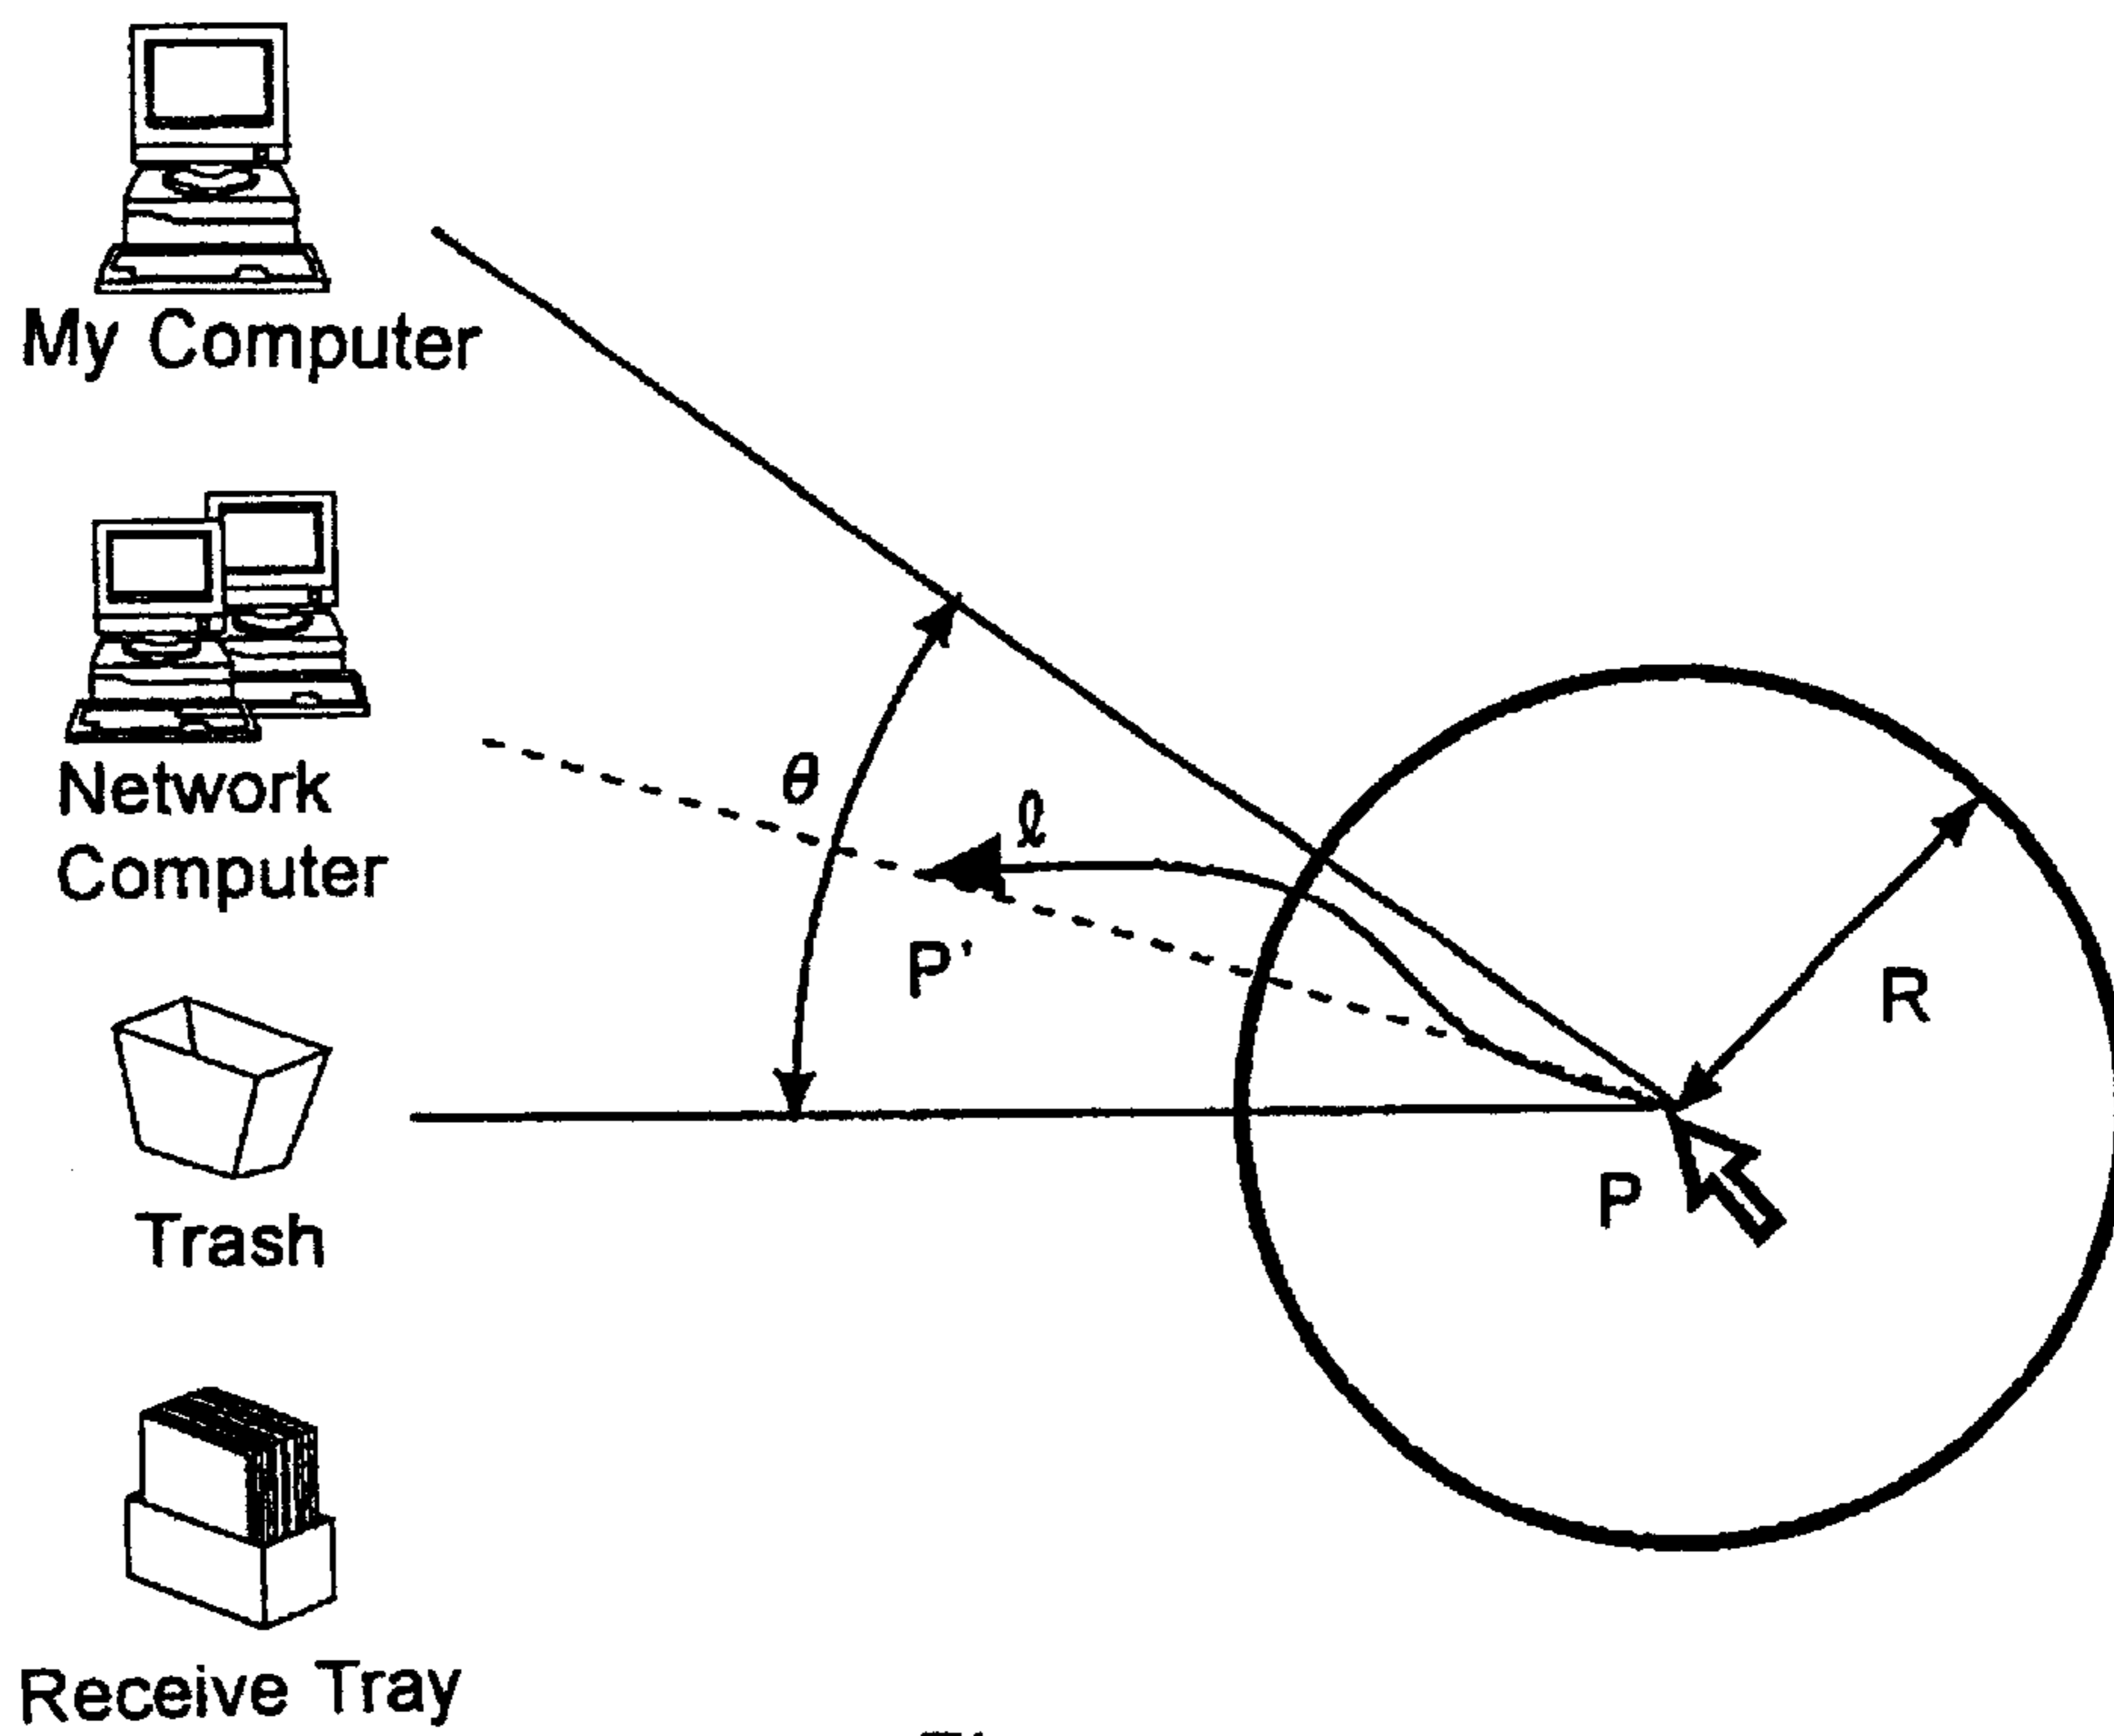 My Computer
Network
Computer
Trash
Receive Tray
θ
ℓ
P'
R
P